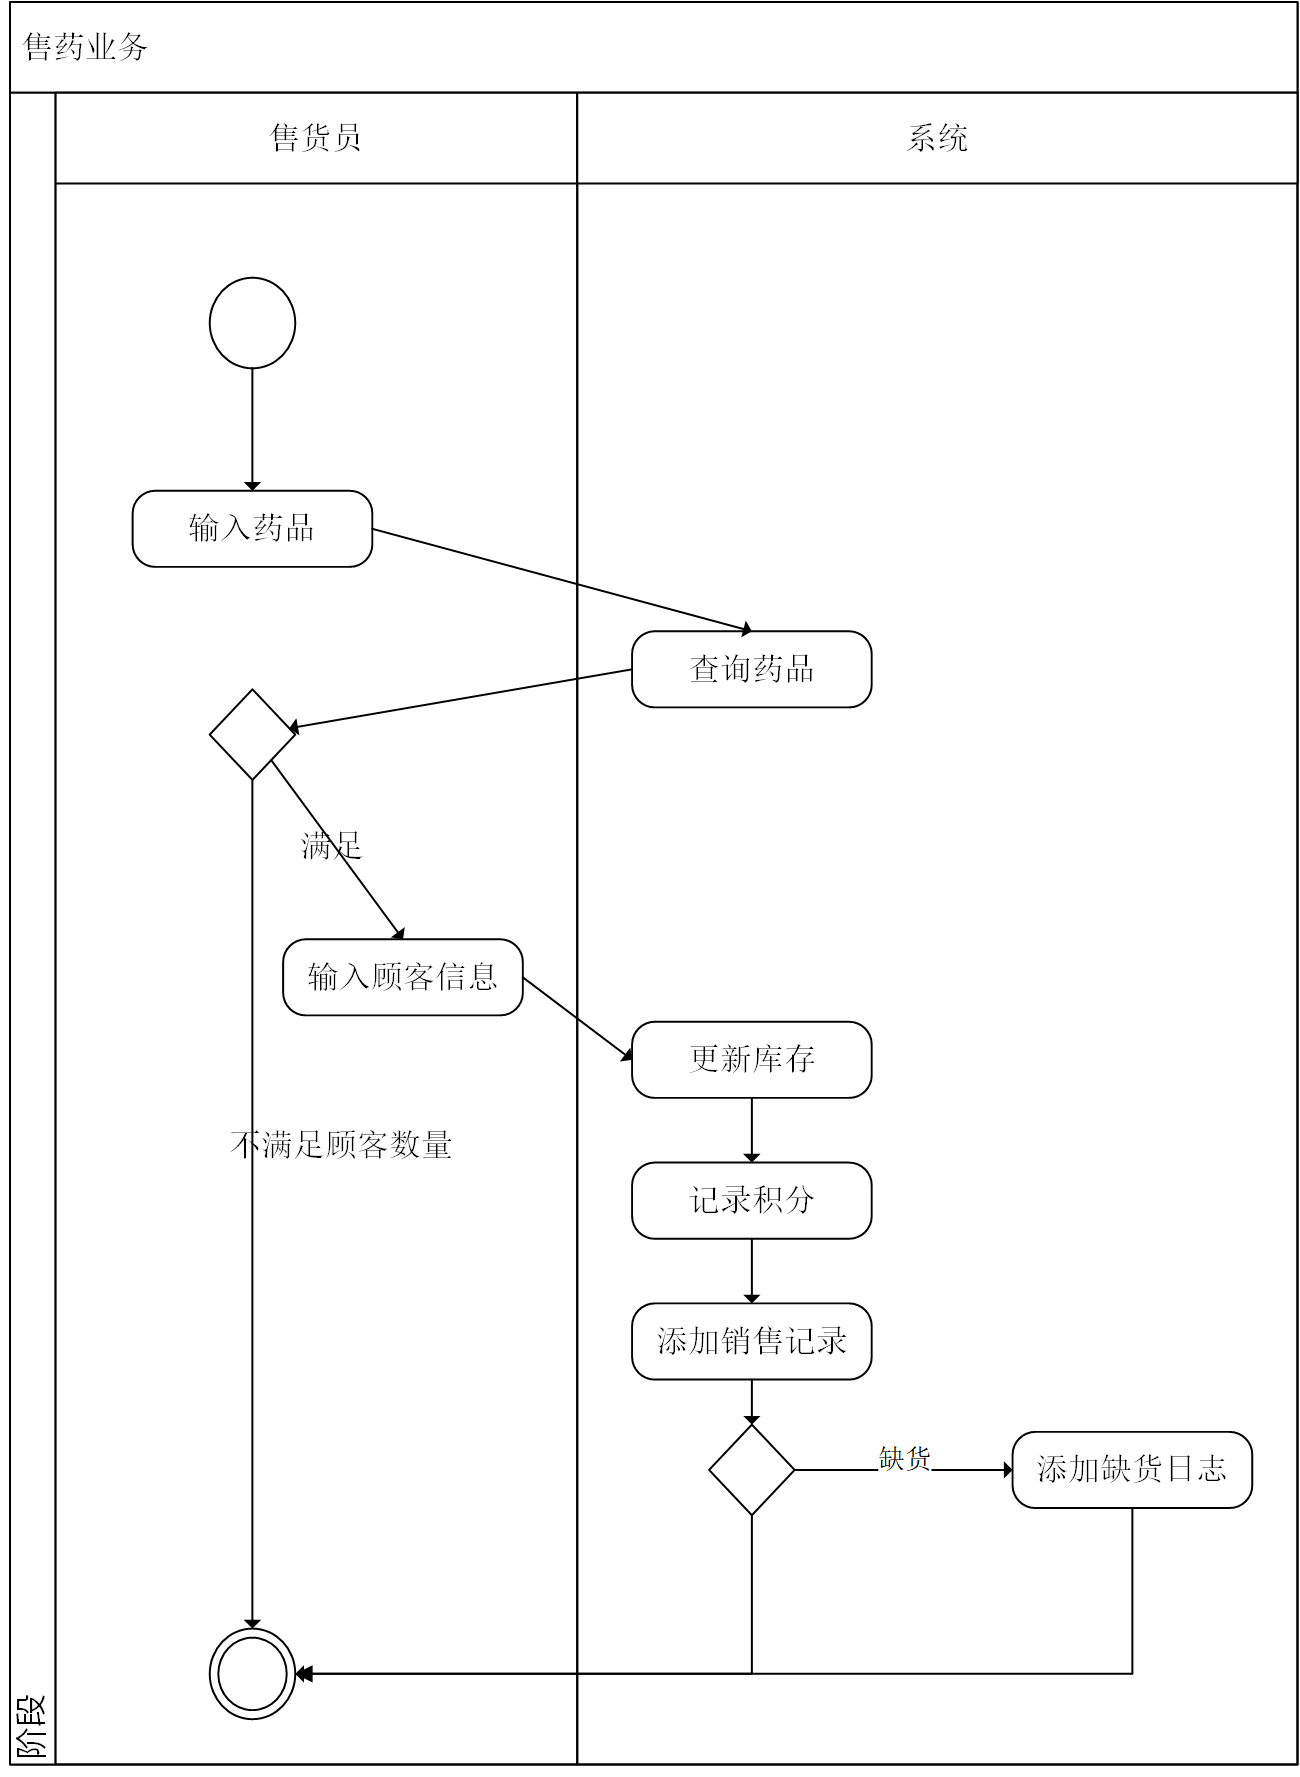 售药业务
售货员
系统
输入药品
查询药品
满足
输入顾客信息
更新库存
不满足顾客数量
记录积分
添加销售记录
缺货
添加缺货日志
阶段